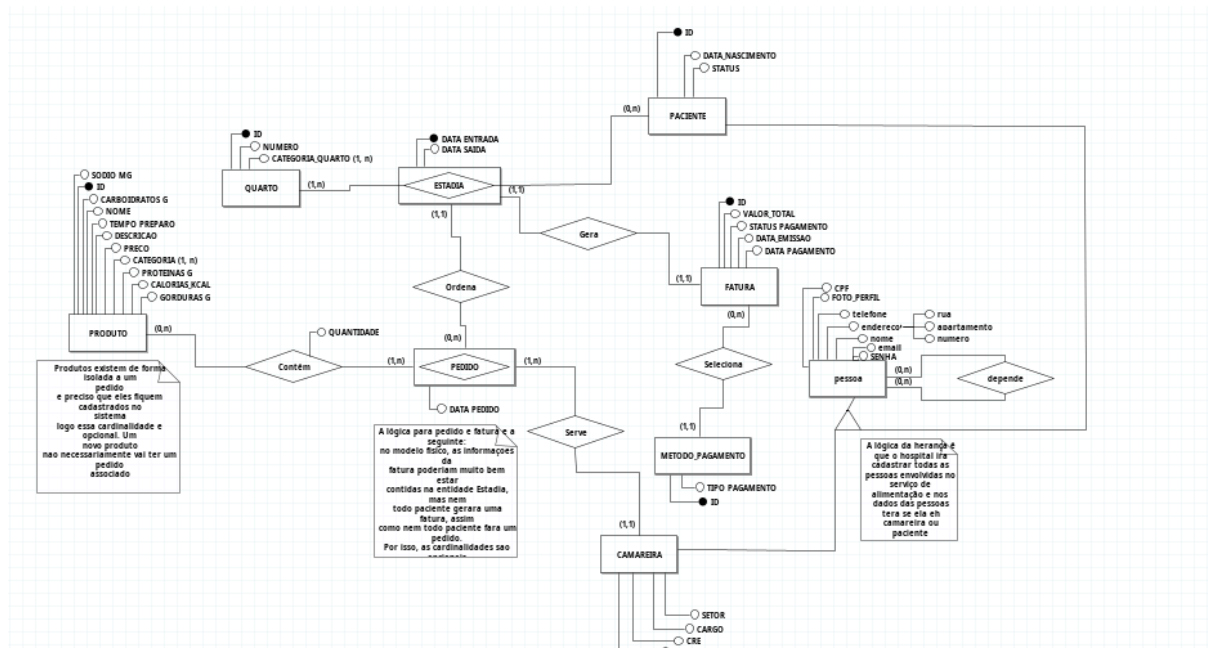 ID
DATA_NASCIMENTO
STATUS
(0,n)
PACIENTE
ID
NUMERO
CATEGORIA_QUARTO (1, n)
QUARTO
(1,n)
DATA ENTRADA
DATA SAIDA
ESTADIA
(1,1)
(1,1)
SODIO MG
ID
CARBOIDRATOS G
NOME
TEMPO PREPARO
DESCRICAO
PRECO
CATEGORIA (1, n)
PROTEINAS G
CALORIAS_KCAL
GORDURAS G
PRODUTO
(0,n)
Gera
ID
VALOR_TOTAL
STATUS PAGAMENTO
DATA_EMISSAO
DATA PAGAMENTO
(1,1)
FATURA
(0,n)
Ordena
(0,n)
QUANTIDADE
Contém
(1,n)
PEDIDO
(1,n)
DATA PEDIDO
Seleciona
(1,1)
METODO_PAGAMENTO
TIPO PAGAMENTO
ID
CPF
FOTO_PERFIL
telefone
endereco
rua
apartamento
numero
nome
email
SENHA
pessoa
(0,n)
(0,n)
depende
Produtos existem de forma
isolada a um
pedido
e preciso que eles fiquem
cadastrados no
sistema
logo essa cardinalidade e
opcional. Um
novo produto
nao necessariamente vai ter um
pedido
associado
A lógica para pedido e fatura e a
seguinte:
no modelo fisico, as informaçoes
da
fatura poderiam muito bem
estar
contidas na entidade Estadia,
mas nem
todo paciente gerara uma
fatura, assim
como nem todo paciente fara um
pedido.
Por isso, as cardinalidades sao
Serve
(1,1)
CAMAREIRA
SETOR
CARGO
CRE
A lógica da herança é
que o hospital ira
cadastrar todas as
pessoas envolvidas no
serviço de
alimentação e nos
dados das pessoas
tera se ela eh
camareira ou
paciente